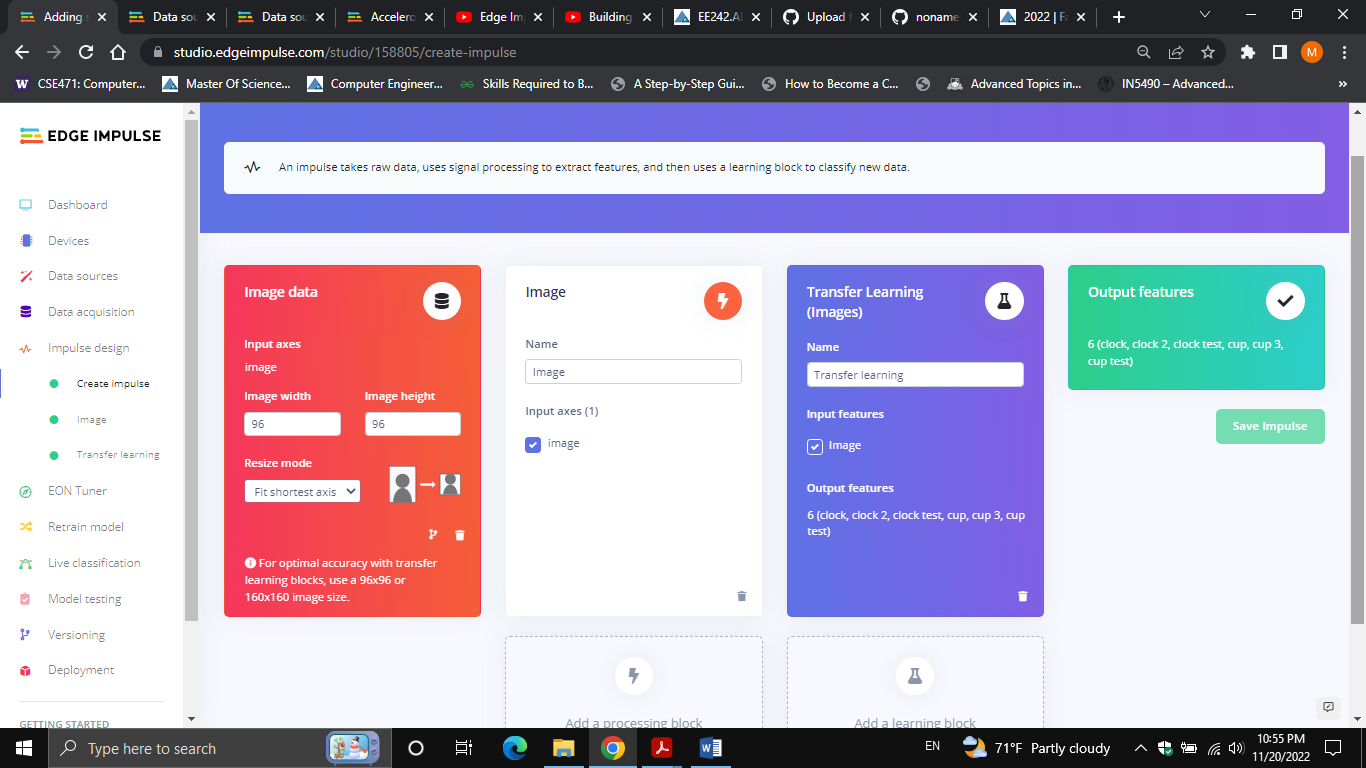 Adding s
Data sou
Data sou
Accelero
Edge Im
Building
EE242.Al
Upload f
noname
2022 | Fa
studio.edgeimpulse.com/studio/158805/create-impulse
M
W CSE471: Computer...
Master Of Science...
Computer Engineer...
Skills Required to B...
A Step-by-Step Gui...
How to Become a C...
Advanced Topics in...
IN5490 – Advanced...
»
EDGE IMPULSE
An impulse takes raw data, uses signal processing to extract features, and then uses a learning block to classify new data.
Dashboard
Devices
Data sources
Data acquisition
Impulse design
Create impulse
Image
Transfer learning
EON Tuner
Retrain model
Live classification
Model testing
Versioning
Deployment
GETTING STARTED
Image data
Input axes
image
Image width
Image height
96
96
Resize mode
Fit shortest axis
For optimal accuracy with transfer
learning blocks, use a 96x96 or
160x160 image size.
Image
Name
Image
Input axes (1)
image
Add a processing block
Transfer Learning
(Images)
Name
Transfer learning
Input features
Image
Output features
6 (clock, clock 2, clock test, cup, cup 3, cup
test)
Add a learning block
Output features
6 (clock, clock 2, clock test, cup, cup 3,
cup test)
Save Impulse
Type here to search
EN
71°F Partly cloudy
10:55 PM
11/20/2022